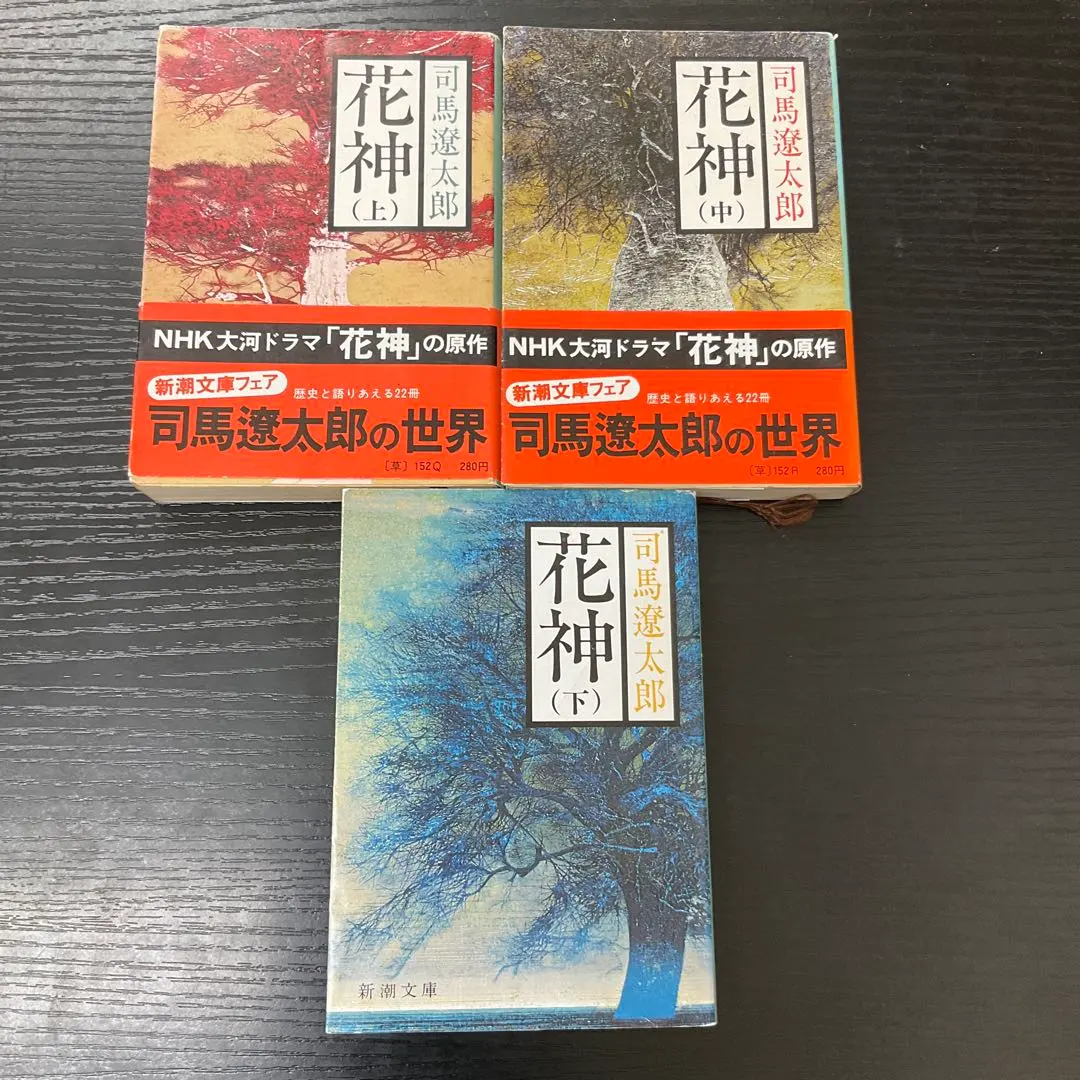 司馬遼太郎
花神
(上)
NHK大河ドラマ「花神」の原作
新潮文庫フェア 歴史と語りあえる22冊
司馬遼太郎の世界
〔草〕152Q 280円
司馬遼太郎
花神
(中)
NHK大河ドラマ「花神」の原作
新潮文庫フェア 歴史と語りあえる22冊
司馬遼太郎の世界
〔草〕152R 280円
司馬遼太郎
花神
(下)
新潮文庫